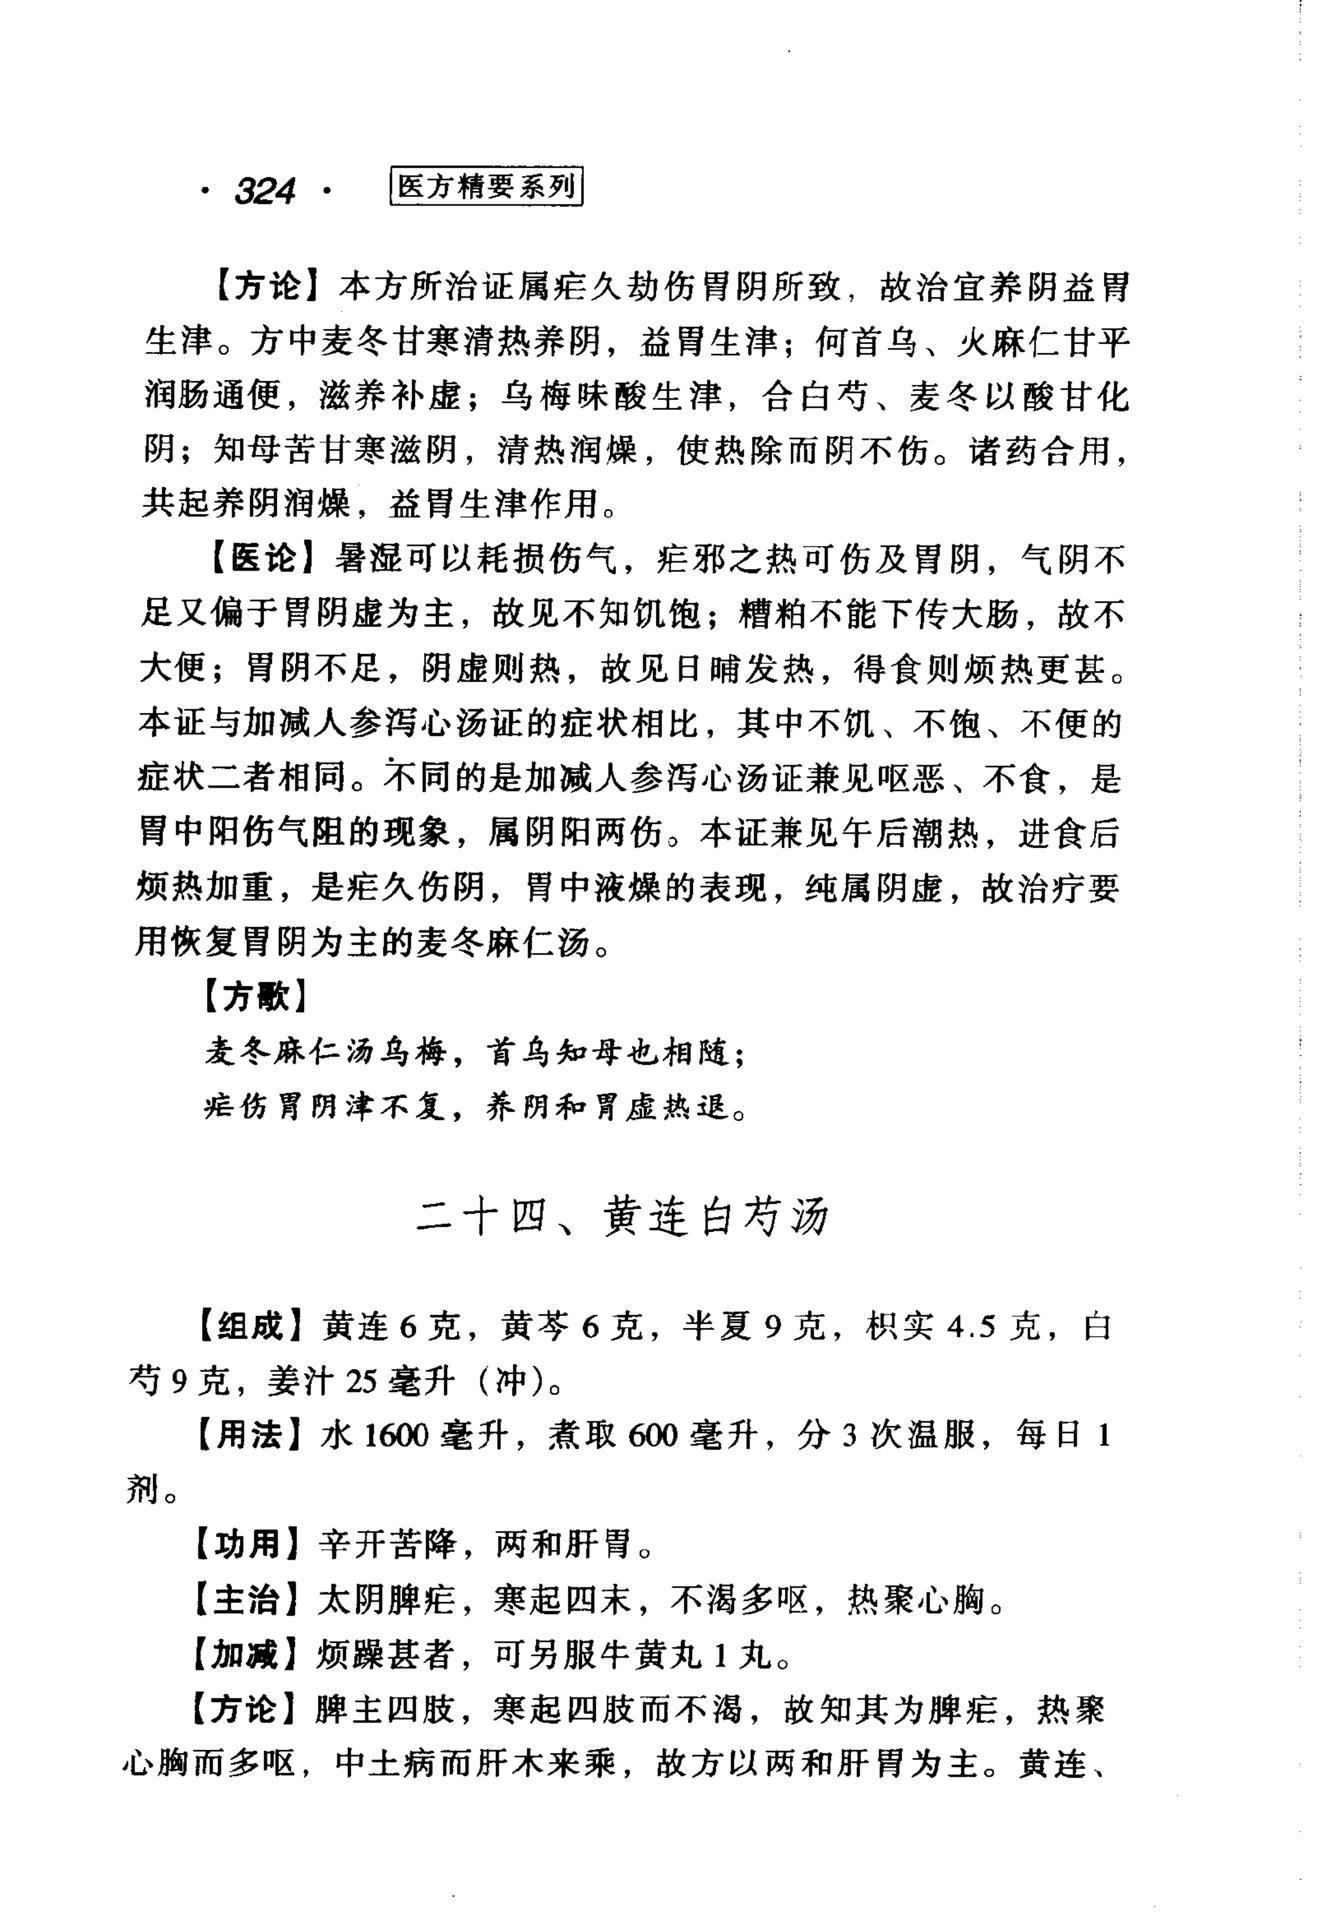 · 324 · 医方精要系列
【方论】本方所治证属疟久劫伤胃阴所致，故治宜养阴益胃
生津。方中麦冬甘寒清热养阴，益胃生津；何首乌、火麻仁甘平
润肠通便，滋养补虚；乌梅味酸生津，合白芍、麦冬以酸甘化
阴；知母苦甘寒滋阴，清热润燥，使热除而阴不伤。诸药合用，
共起养阴润燥，益胃生津作用。
【医论】暑湿可以耗损伤气，疟邪之热可伤及胃阴，气阴不
足又偏于胃阴虚为主，故见不知饥饱；糟粕不能下传大肠，故不
大便；胃阴不足，阴虚则热，故见日晡发热，得食则烦热更甚。
本证与加减人参泻心汤证的症状相比，其中不饥、不饱、不便的
症状二者相同。不同的是加减人参泻心汤证兼见呕恶、不食，是
胃中阳伤气阻的现象，属阴阳两伤。本证兼见午后潮热，进食后
烦热加重，是疟久伤阴，胃中液燥的表现，纯属阴虚，故治疗要
用恢复胃阴为主的麦冬麻仁汤。
【方歌】
麦冬麻仁汤乌梅，首乌知母也相随；
疟伤胃阴津不复，养阴和胃虚热退。
二十四、黄连白芍汤
【组成】黄连 6 克，黄芩 6 克，半夏 9 克，枳实 4.5 克，白
芍 9 克，姜汁 25 毫升（冲）。
【用法】水 1600 毫升，煮取 600 毫升，分 3 次温服，每日 1
剂。
【功用】辛开苦降，两和肝胃。
【主治】太阴脾疟，寒起四末，不渴多呕，热聚心胸。
【加减】烦躁甚者，可另服牛黄丸 1 丸。
【方论】脾主四肢，寒起四肢而不渴，故知其为脾疟，热聚
心胸而多呕，中土病而肝木来乘，故方以两和肝胃为主。黄连、